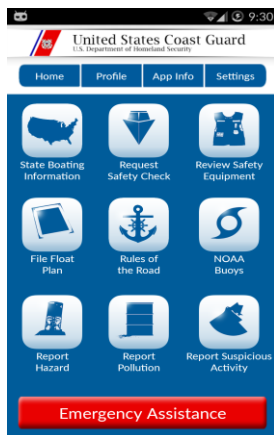 9:30
United States Coast Guard
U.S. Department of Homeland Security
Home Profile App Info Settings
State Boating
Information
Request
Safety Check
Review Safety
Equipment
File Float
Plan
Rules of
the Road
NOAA
Buoys
Report
Hazard
Report
Pollution
Report Suspicious
Activity
Emergency Assistance